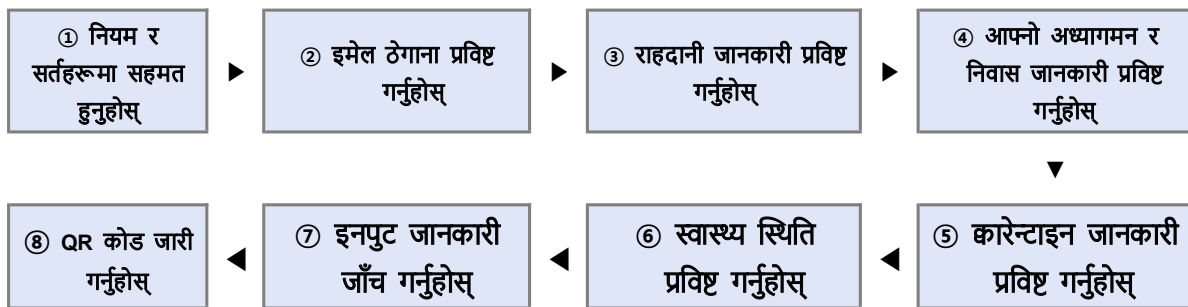 ① नियम र
सर्तहरूमा सहमत
हुनुहोस्
② इमेल ठेगाना प्रविष्ट
गर्नुहोस्
③ राहदानी जानकारी प्रविष्ट
गर्नुहोस्
④ आफ्नो अध्यागमन र
निवास जानकारी प्रविष्ट
गर्नुहोस्
⑤ क्वारेन्टाइन जानकारी
प्रविष्ट गर्नुहोस्
⑥ स्वास्थ्य स्थिति
प्रविष्ट गर्नुहोस्
⑦ इनपुट जानकारी
जाँच गर्नुहोस्
⑧ QR कोड जारी
गर्नुहोस्